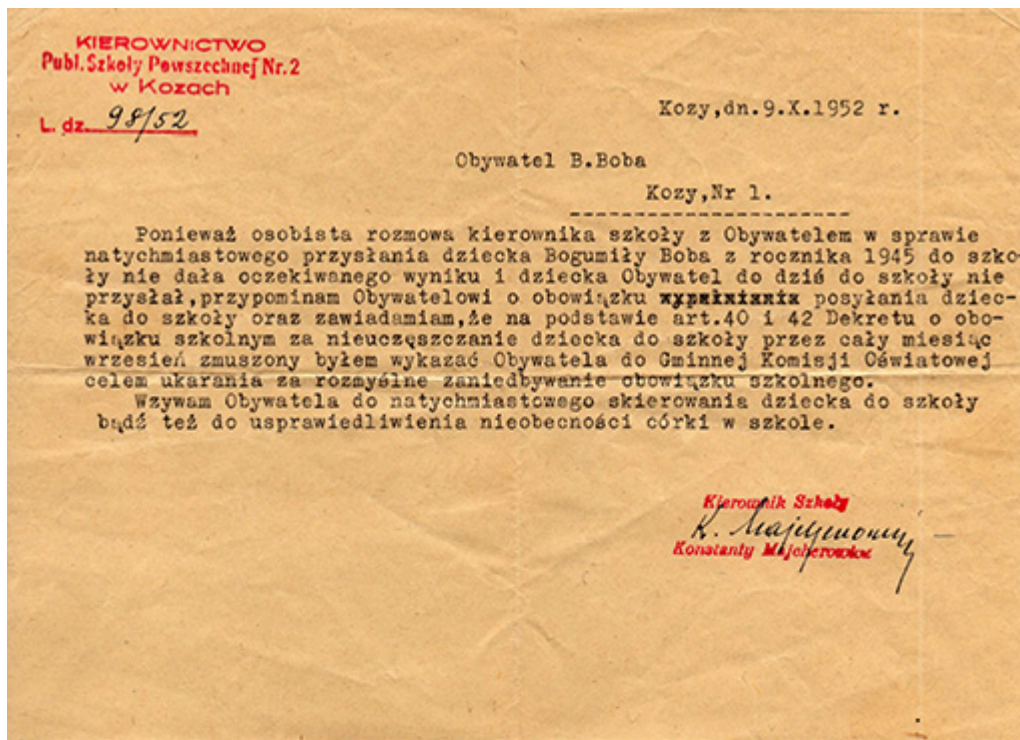 KIEROWNICTWO
Publ. Szkoły Powszechnej Nr. 2
w Kozach
L. dz. 98/52
Kozy,dn.9.X.1952 r.
Obywatel B.Boba
Kozy,Nr 1.
Ponieważ osobista rozmowa kierownika szkoły z Obywatelem w sprawie
natychmiastowego przysłania dziecka Bogumiły Boba z rocznika 1945 do szko-
ły nie dała oczekiwanego wyniku i dziecka Obywatel do dziś do szkoły nie
przysłał,przypominam Obywatelowi o obowiązku posyłania dziec-
ka do szkoły oraz zawiadamiam,że na podstawie art.40 i 42 Dekretu o obo-
wiązku szkolnym za nieuczęszczanie dziecka do szkoły przez cały miesiąc
wrzesień zmuszony byłem wykazać Obywatela do Gminnej Komisji Oświatowej
celem ukarania za rozmyślne zaniedbywanie obowiązku szkolnego.
Wzywam Obywatela do natychmiastowego skierowania dziecka do szkoły
bądź też do usprawiedliwienia nieobecności córki w szkole.
Kierownik Szkoły
K. Majcherowicz
Konstanty Majcherowicz